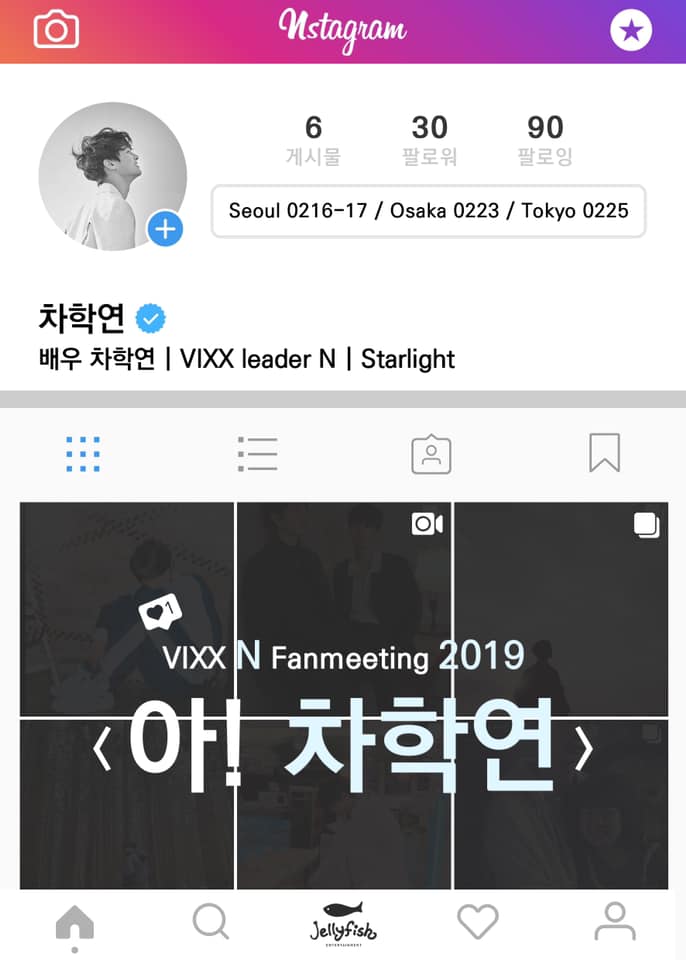 Nstagram
6 30 90
게시물 팔로워 팔로잉
Seoul 0216-17 / Osaka 0223 / Tokyo 0225
차학연
배우 차학연 | VIXX leader N | Starlight
1
VIXX N Fanmeeting 2019
〈아! 차학연〉
Jellyfish
ENTERTAINMENT